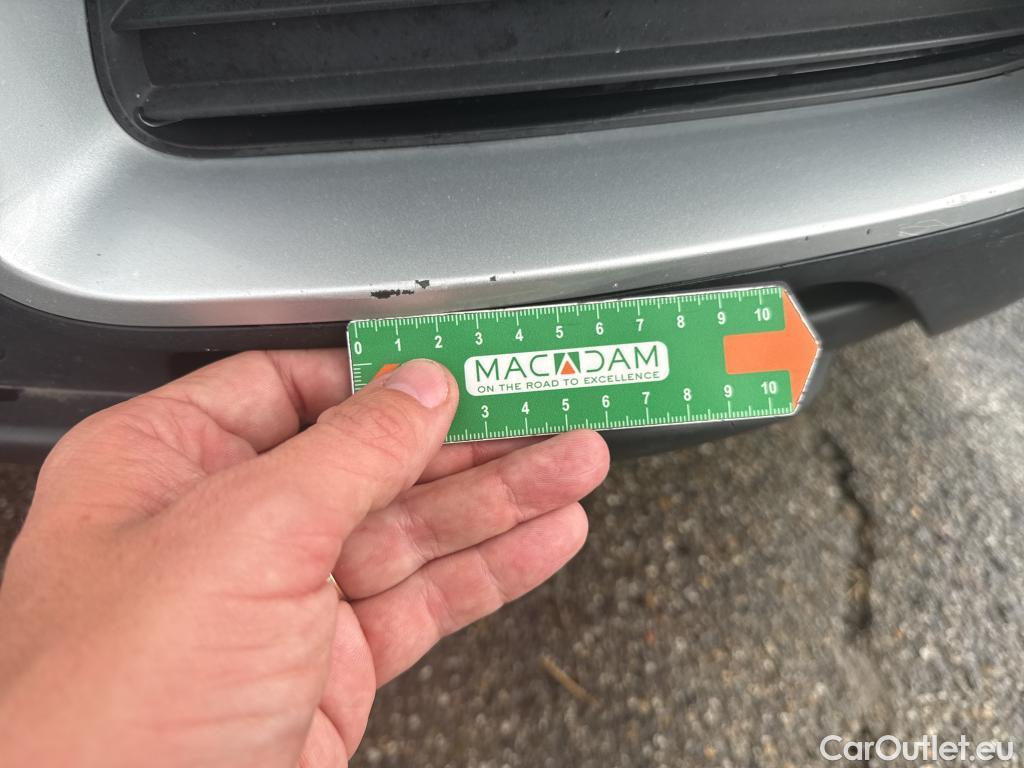 0 1 2 3 4 5 6 7 8 9 10
MACADAM
ON THE ROAD TO EXCELLENCE
3 4 5 6 7 8 9 10
CarOutlet.eu